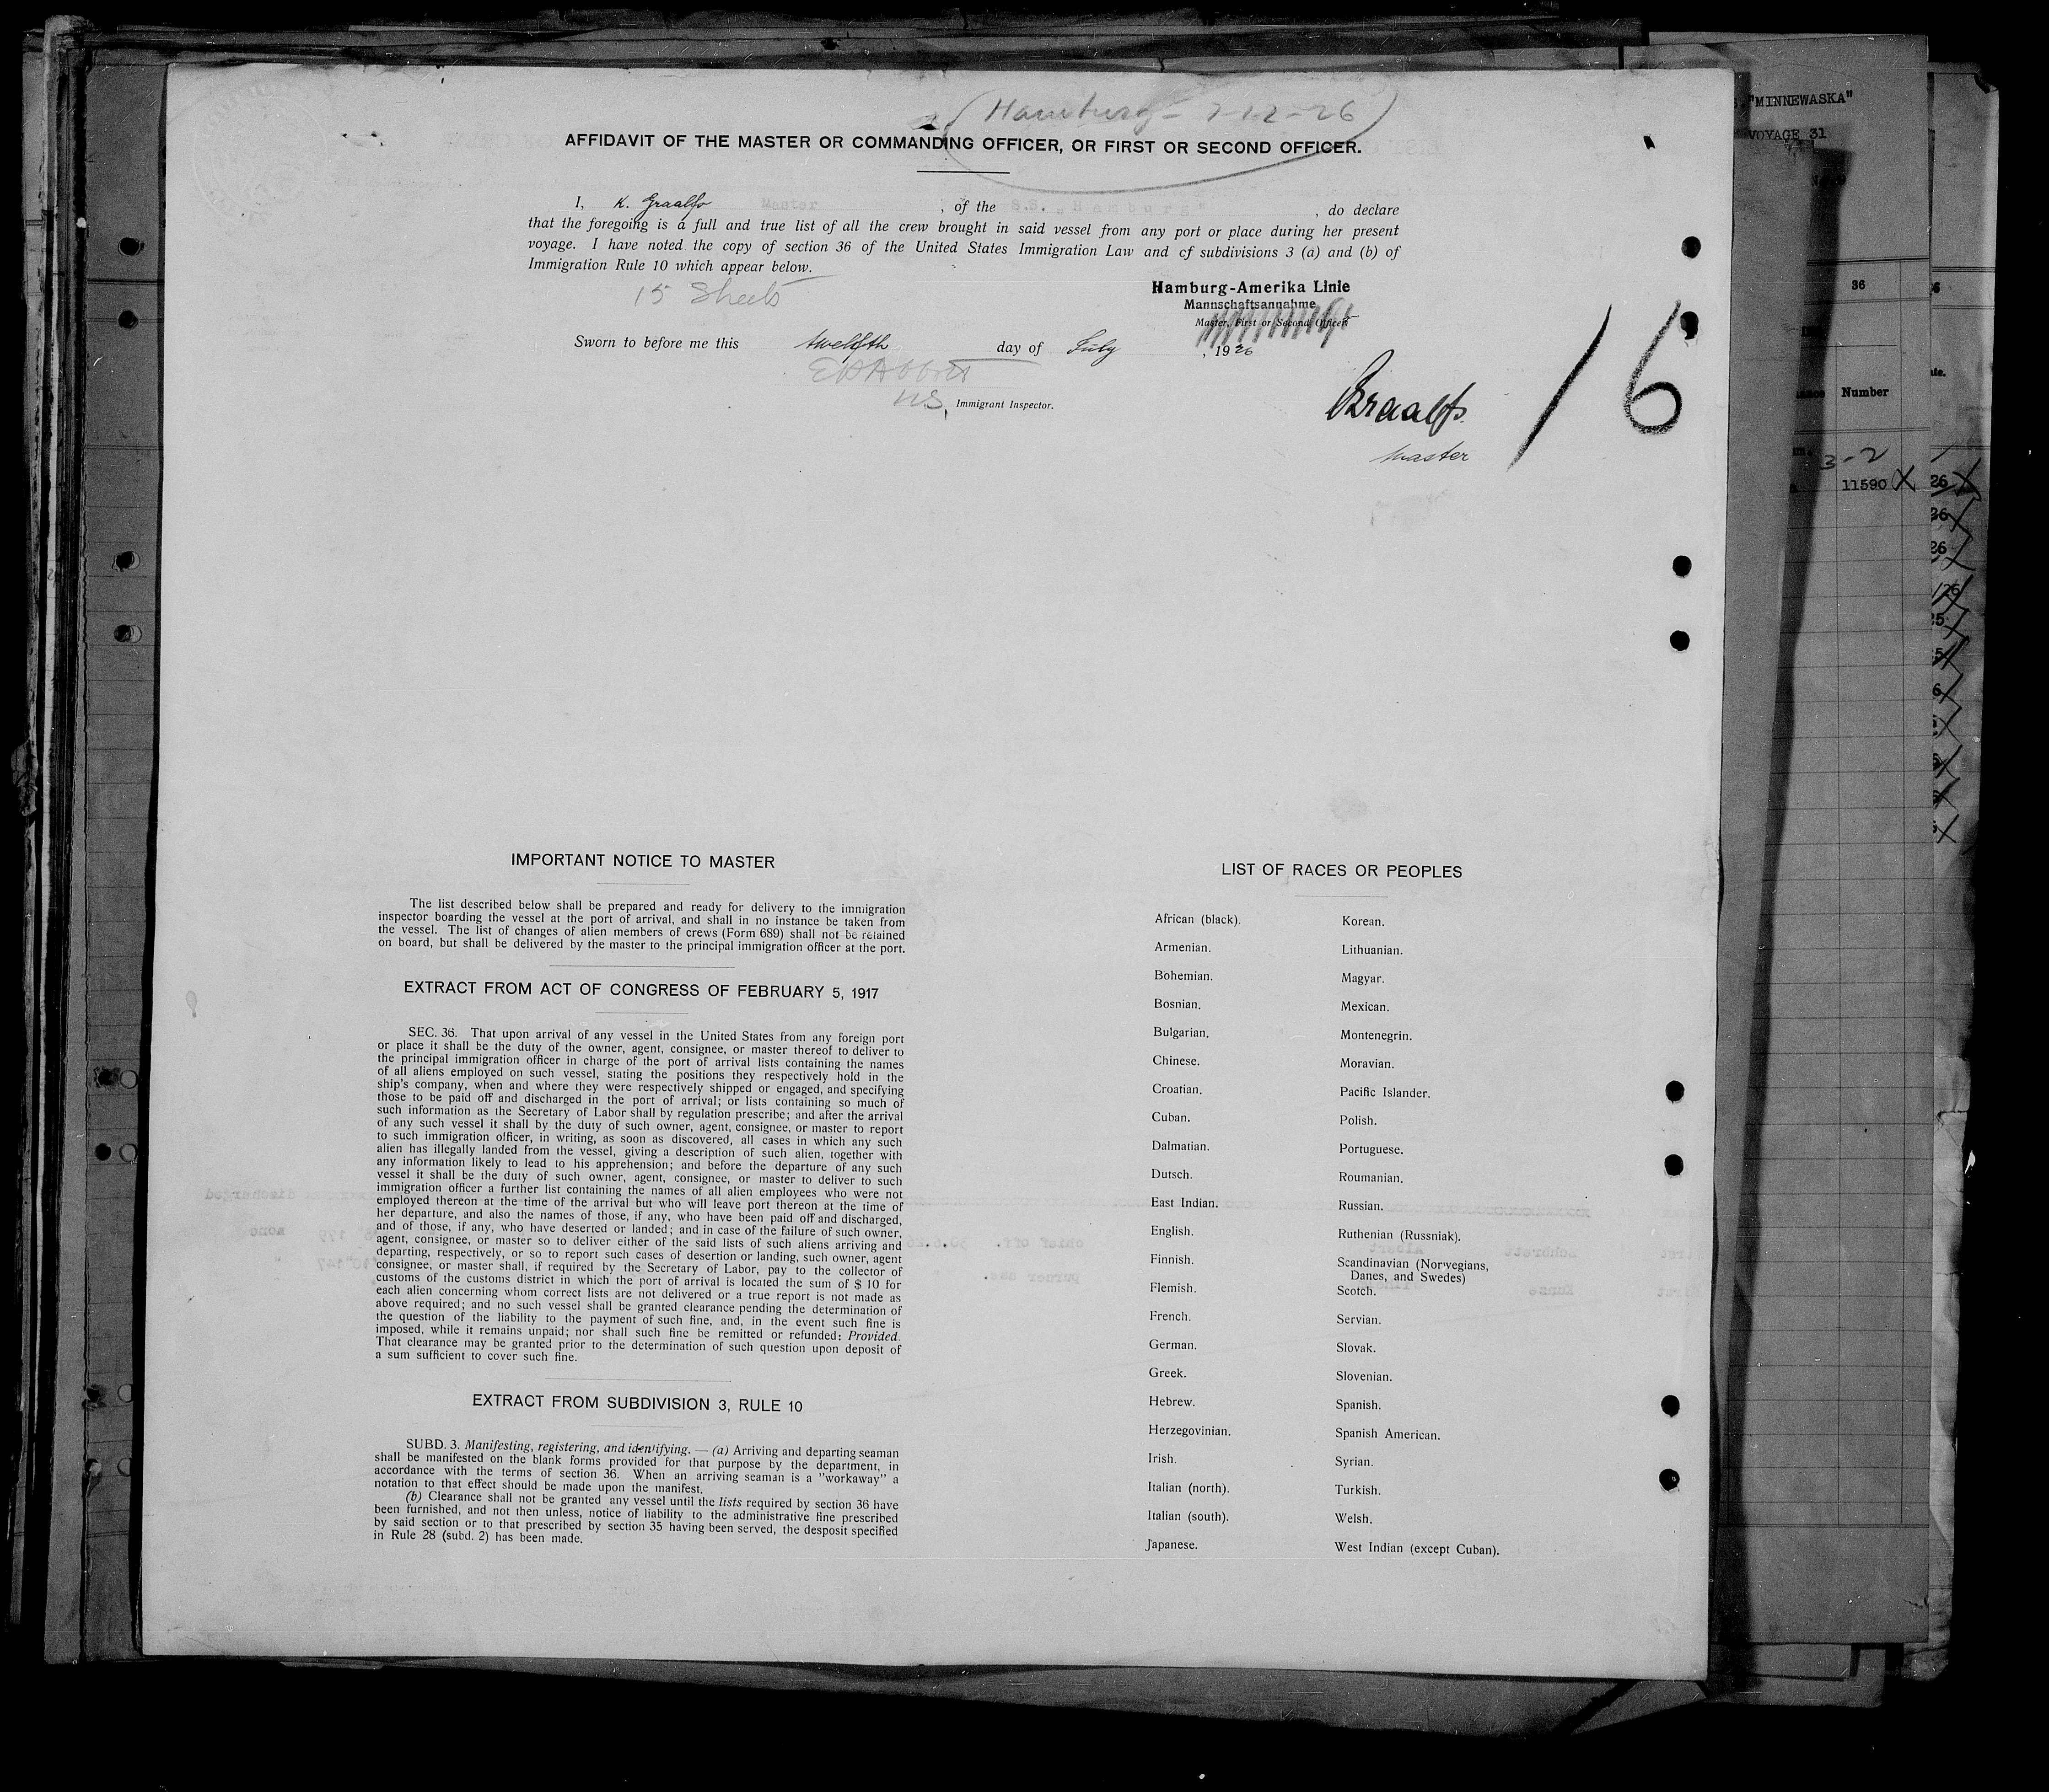 (Hamburg - 7-12-26)
AFFIDAVIT OF THE MASTER OR COMMANDING OFFICER, OR FIRST OR SECOND OFFICER.
I, K. Graalfs Master, of the S.S. „Hamburg", do declare
that the foregoing is a full and true list of all the crew brought in said vessel from any port or place during her present
voyage. I have noted the copy of section 36 of the United States Immigration Law and cf subdivisions 3 (a) and (b) of
Immigration Rule 10 which appear below.
15 Sheets
Hamburg-Amerika Linie
Mannschaftsannahme
Master, First or Second Officer
Sworn to before me this twelfth day of July, 1926
US, Immigrant Inspector.
Graalfs
Master
16
IMPORTANT NOTICE TO MASTER
The list described below shall be prepared and ready for delivery to the immigration
inspector boarding the vessel at the port of arrival, and shall in no instance be taken from
the vessel. The list of changes of alien members of crews (Form 689) shall not be retained
on board, but shall be delivered by the master to the principal immigration officer at the port.
EXTRACT FROM ACT OF CONGRESS OF FEBRUARY 5, 1917
SEC. 36. That upon arrival of any vessel in the United States from any foreign port
or place it shall be the duty of the owner, agent, consignee, or master thereof to deliver to
the principal immigration officer in charge of the port of arrival lists containing the names
of all aliens employed on such vessel, stating the positions they respectively hold in the
ship's company, when and where they were respectively shipped or engaged, and specifying
those to be paid off and discharged in the port of arrival; or lists containing so much of
such information as the Secretary of Labor shall by regulation prescribe; and after the arrival
of any such vessel it shall by the duty of such owner, agent, consignee, or master to report
to such immigration officer, in writing, as soon as discovered, all cases in which any such
alien has illegally landed from the vessel, giving a description of such alien, together with
any information likely to lead to his apprehension; and before the departure of any such
vessel it shall be the duty of such owner, agent, consignee, or master to deliver to such
immigration officer a further list containing the names of all alien employees who were not
employed thereon at the time of the arrival but who will leave port thereon at the time of
her departure, and also the names of those, if any, who have been paid off and discharged,
and of those, if any, who have deserted or landed; and in case of the failure of such owner,
agent, consignee, or master so to deliver either of the said lists of such aliens arriving and
departing, respectively, or so to report such cases of desertion or landing, such owner, agent
consignee, or master shall, if required by the Secretary of Labor, pay to the collector of
customs of the customs district in which the port of arrival is located the sum of $ 10 for
each alien concerning whom correct lists are not delivered or a true report is not made as
above required; and no such vessel shall be granted clearance pending the determination of
the question of the liability to the payment of such fine, and, in the event such fine is
imposed, while it remains unpaid; nor shall such fine be remitted or refunded: Provided.
That clearance may be granted prior to the determination of such question upon deposit of
a sum sufficient to cover such fine.
EXTRACT FROM SUBDIVISION 3, RULE 10
SUBD. 3. Manifesting, registering, and identifying. — (a) Arriving and departing seaman
shall be manifested on the blank forms provided for that purpose by the department, in
accordance with the terms of section 36. When an arriving seaman is a "workaway" a
notation to that effect should be made upon the manifest.
(b) Clearance shall not be granted any vessel until the lists required by section 36 have
been furnished, and not then unless, notice of liability to the administrative fine prescribed
by said section or to that prescribed by section 35 having been served, the desposit specified
in Rule 28 (subd. 2) has been made.
LIST OF RACES OR PEOPLES
African (black).
Armenian.
Bohemian.
Bosnian.
Bulgarian.
Chinese.
Croatian.
Cuban.
Dalmatian.
Dutsch.
East Indian.
English.
Finnish.
Flemish.
French.
German.
Greek.
Hebrew.
Herzegovinian.
Irish.
Italian (north).
Italian (south).
Japanese.
Korean.
Lithuanian.
Magyar.
Mexican.
Montenegrin.
Moravian.
Pacific Islander.
Polish.
Portuguese.
Roumanian.
Russian.
Ruthenian (Russniak).
Scandinavian (Norwegians,
Danes, and Swedes)
Scotch.
Servian.
Slovak.
Slovenian.
Spanish.
Spanish American.
Syrian.
Turkish.
Welsh.
West Indian (except Cuban).
"MINNEWASKA"
VOYAGE 31
36
Number
3-2
11590 X